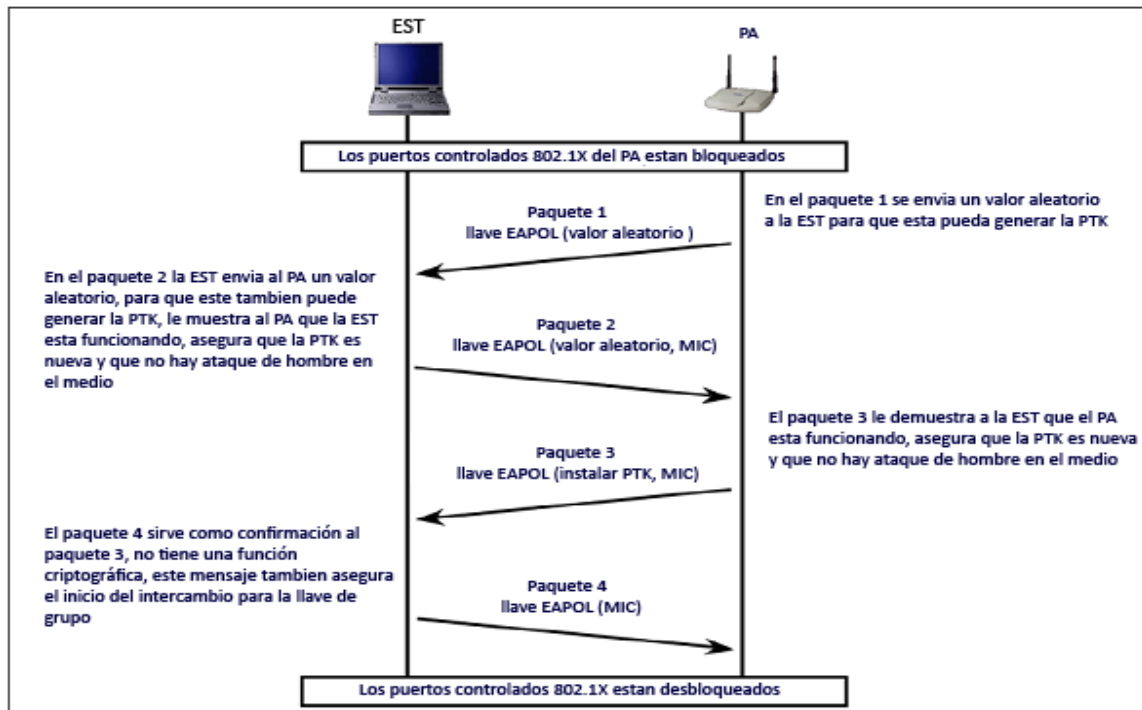 EST
PA
Los puertos controlados 802.1X del PA estan bloqueados
En el paquete 1 se envia un valor aleatorio
a la EST para que esta pueda generar la PTK
Paquete 1
llave EAPOL (valor aleatorio )
En el paquete 2 la EST envia al PA un valor
aleatorio, para que este tambien puede
generar la PTK, le muestra al PA que la EST
esta funcionando, asegura que la PTK es
nueva y que no hay ataque de hombre en
el medio
Paquete 2
llave EAPOL (valor aleatorio, MIC)
El paquete 3 le demuestra a la EST que el PA
esta funcionando, asegura que la PTK es nueva
y que no hay ataque de hombre en el medio
Paquete 3
llave EAPOL (instalar PTK, MIC)
El paquete 4 sirve como confirmación al
paquete 3, no tiene una función
criptográfica, este mensaje tambien asegura
el inicio del intercambio para la llave de
grupo
Paquete 4
llave EAPOL (MIC)
Los puertos controlados 802.1X estan desbloqueados